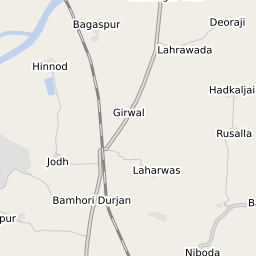 Bagaspur
Deoraji
Lahrawada
Hinnod
Hadkaljai
Girwal
Rusalla
Jodh
Laharwas
Bamhori Durjan
Niboda